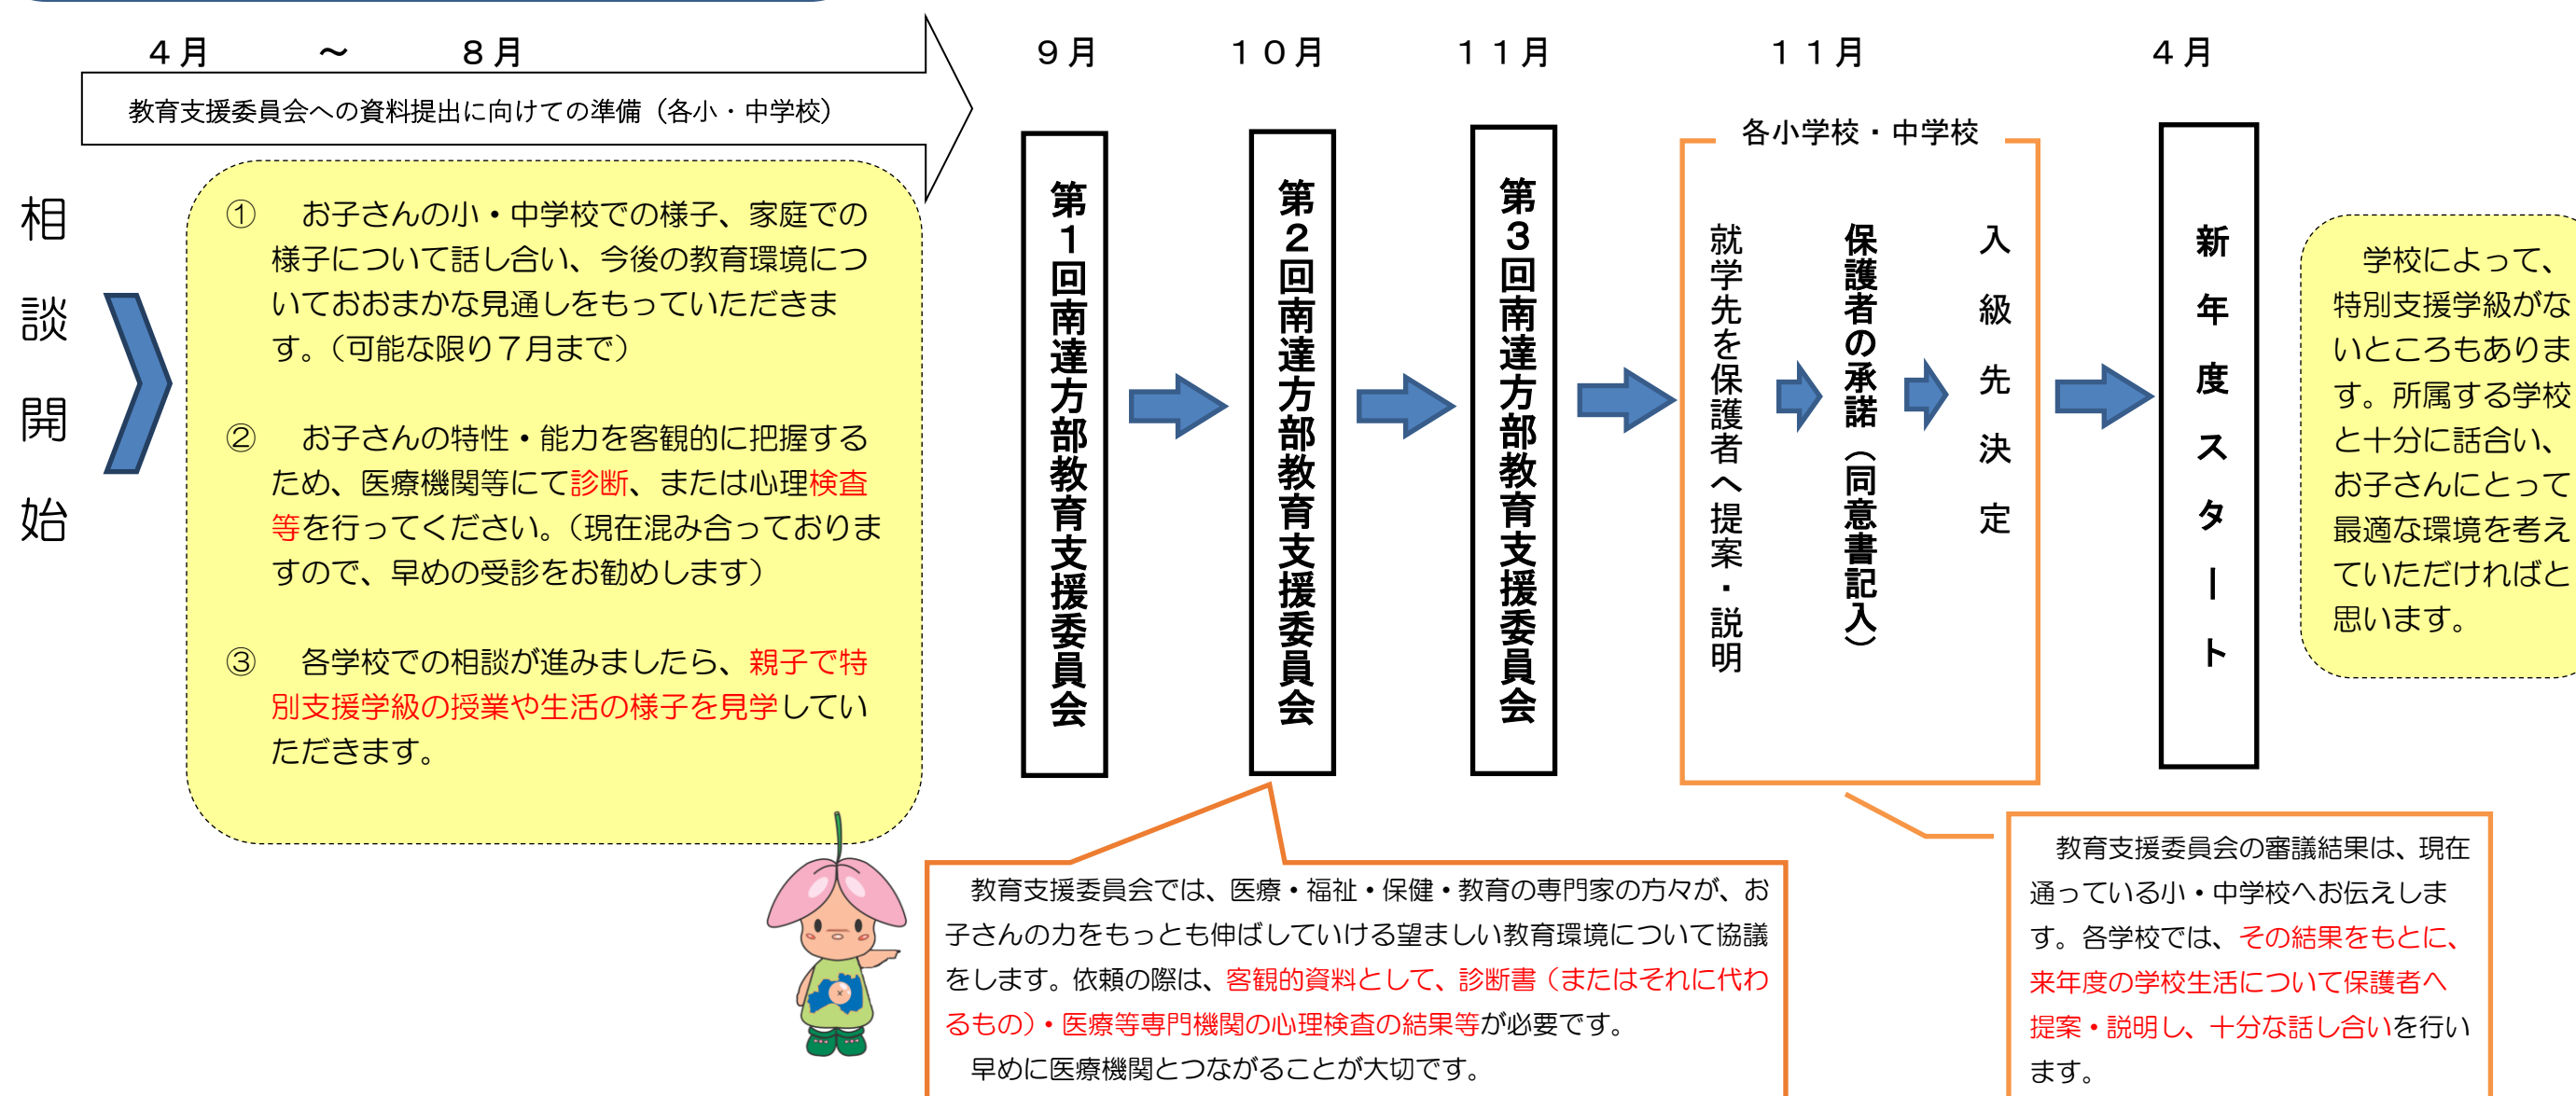 4月　～　8月
教育支援委員会への資料提出に向けての準備（各小・中学校）
相談開始
①　お子さんの小・中学校での様子、家庭での
様子について話し合い、今後の教育環境につ
いておおまかな見通しをもっていただきま
す。（可能な限り7月まで）
②　お子さんの特性・能力を客観的に把握する
ため、医療機関等にて診断、または心理検査
等を行ってください。（現在混み合っておりま
すので、早めの受診をお勧めします）
③　各学校での相談が進みましたら、親子で特
別支援学級の授業や生活の様子を見学してい
ただきます。
9月
第1回南達方部教育支援委員会
10月
第2回南達方部教育支援委員会
11月
第3回南達方部教育支援委員会
教育支援委員会では、医療・福祉・保健・教育の専門家の方々が、お
子さんの力をもっとも伸ばしていける望ましい教育環境について協議
をします。依頼の際は、客観的資料として、診断書（またはそれに代わ
るもの）・医療等専門機関の心理検査の結果等が必要です。
早めに医療機関とつながることが大切です。
11月
各小学校・中学校
就学先を保護者へ提案・説明
保護者の承諾（同意書記入）
入級先決定
教育支援委員会の審議結果は、現在
通っている小・中学校へお伝えしま
す。各学校では、その結果をもとに、
来年度の学校生活について保護者へ
提案・説明し、十分な話し合いを行い
ます。
4月
新年度スタート
学校によって、
特別支援学級がな
いところもありま
す。所属する学校
と十分に話合い、
お子さんにとって
最適な環境を考え
ていただければと
思います。